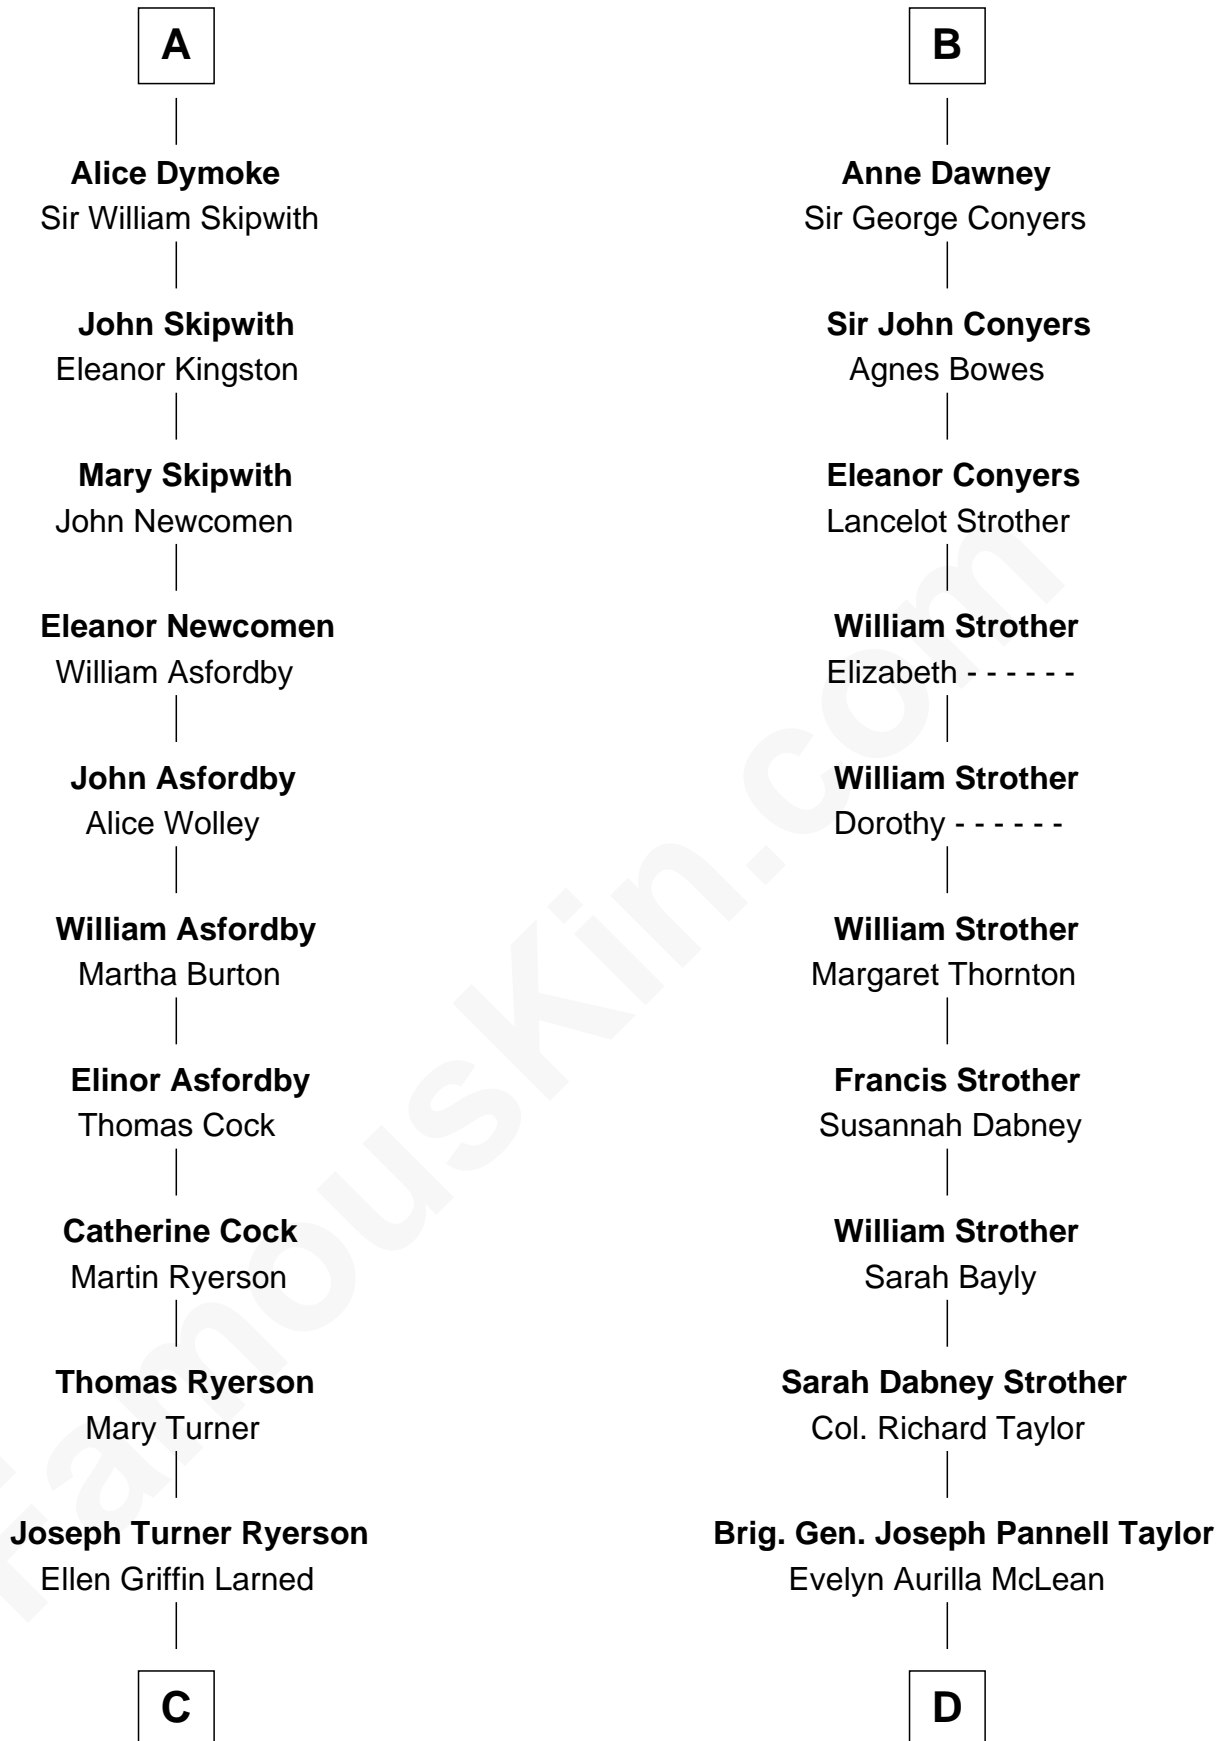 A
Alice Dymoke
Sir William Skipwith
John Skipwith
Eleanor Kingston
Mary Skipwith
John Newcomen
Eleanor Newcomen
William Asfordby
John Asfordby
Alice Wolley
William Asfordby
Martha Burton
Elinor Asfordby
Thomas Cock
Catherine Cock
Martin Ryerson
Thomas Ryerson
Mary Turner
Joseph Turner Ryerson
Ellen Griffin Larned
C
B
Anne Dawney
Sir George Conyers
Sir John Conyers
Agnes Bowes
Eleanor Conyers
Lancelot Strother
William Strother
Elizabeth - - - - - -
William Strother
Dorothy - - - - - -
William Strother
Margaret Thornton
Francis Strother
Susannah Dabney
William Strother
Sarah Bayly
Sarah Dabney Strother
Col. Richard Taylor
Brig. Gen. Joseph Pannell Taylor
Evelyn Aurilla McLean
D
FamousKin.com